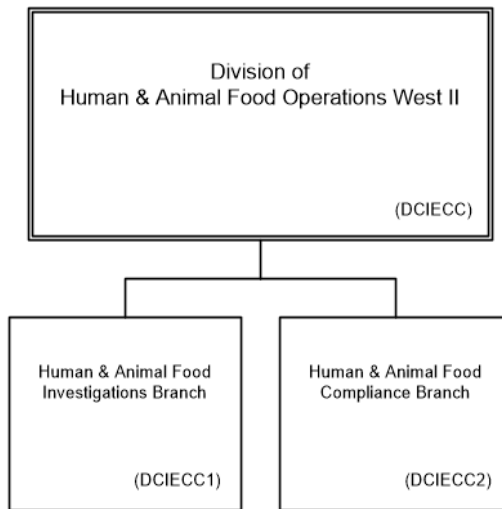 Division of
Human & Animal Food Operations West II
(DCIECC)
Human & Animal Food
Investigations Branch
(DCIECC1)
Human & Animal Food
Compliance Branch
(DCIECC2)